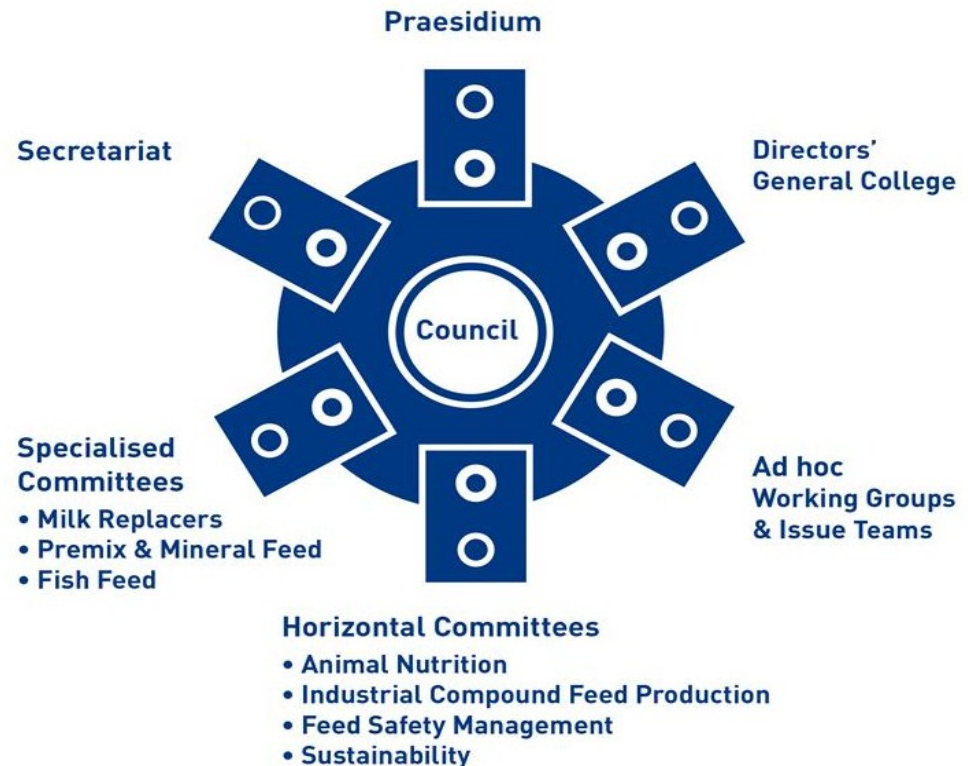 Praesidium
Secretariat
Directors’
General College
Council
Specialised
Committees
• Milk Replacers
• Premix & Mineral Feed
• Fish Feed
Ad hoc
Working Groups
& Issue Teams
Horizontal Committees
• Animal Nutrition
• Industrial Compound Feed Production
• Feed Safety Management
• Sustainability